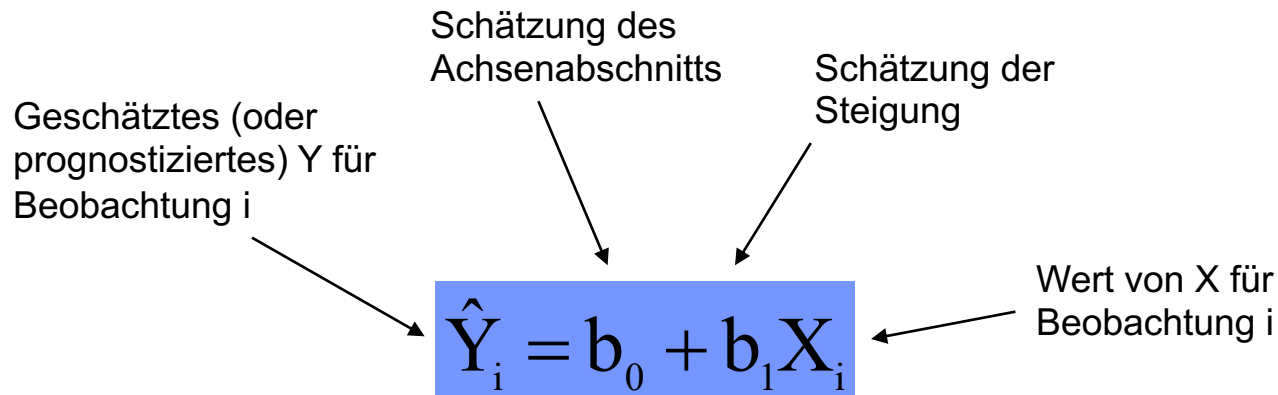 Schätzung des
Achsenabschnitts
Schätzung der
Steigung
Geschätztes (oder
prognostiziertes) Y für
Beobachtung i
Wert von X für
Beobachtung i
Ŷᵢ = b₀ + b₁Xᵢ